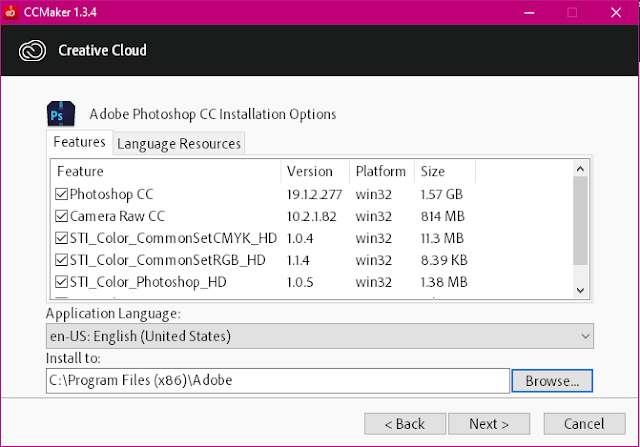 CCMaker 1.3.4
Creative Cloud
Ps Adobe Photoshop CC Installation Options
Features Language Resources
Feature Version Platform Size
Photoshop CC 19.1.2.277 win32 1.57 GB
Camera Raw CC 10.2.1.82 win32 814 MB
STI_Color_CommonSetCMYK_HD 1.0.4 win32 11.3 MB
STI_Color_CommonSetRGB_HD 1.1.4 win32 8.39 KB
STI_Color_Photoshop_HD 1.0.5 win32 1.38 MB
Application Language:
en-US: English (United States)
Install to:
C:\Program Files (x86)\Adobe Browse...
< Back Next > Cancel